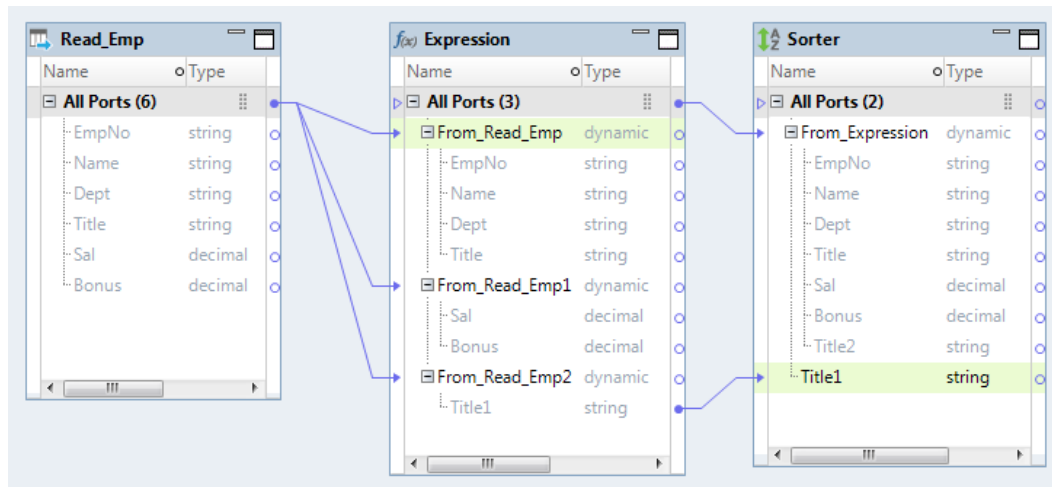 Read_Emp
Name Type
All Ports (6)
EmpNo string
Name string
Dept string
Title string
Sal decimal
Bonus decimal
f(x) Expression
Name Type
All Ports (3)
From_Read_Emp dynamic
EmpNo string
Name string
Dept string
Title string
From_Read_Emp1 dynamic
Sal decimal
Bonus decimal
From_Read_Emp2 dynamic
Title1 string
A Z Sorter
Name Type
All Ports (2)
From_Expression dynamic
EmpNo string
Name string
Dept string
Title string
Sal decimal
Bonus decimal
Title2 string
Title1 string